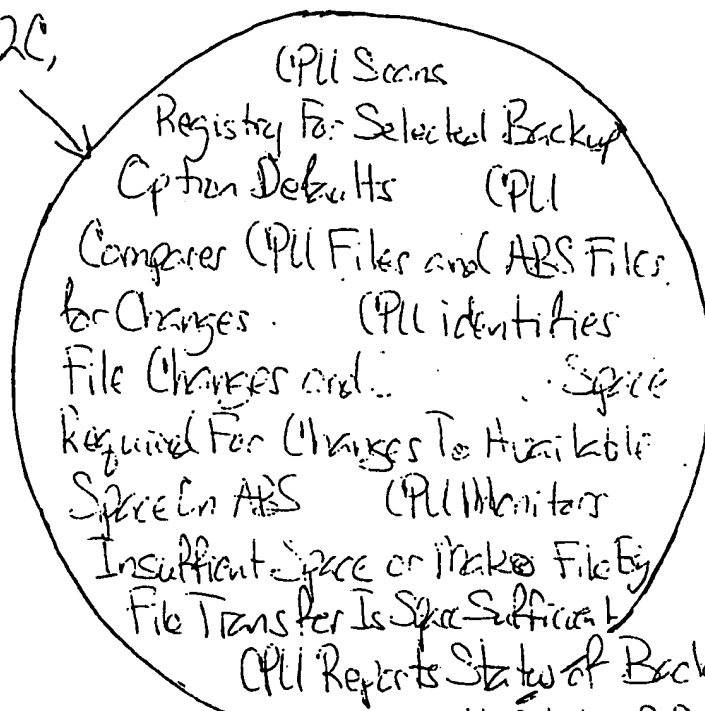 2C,
CPU Scans
Registry For Selected Backup
Option Defaults CPU
Compares CPU Files and ABS Files
for Changes. CPU identifies
File Changes and Space
Required For Changes To Available
Space On ABS CPU Monitors
Insufficient Space or Makes File By
File Transfer Is Space Sufficient
CPU Reports Status of Back